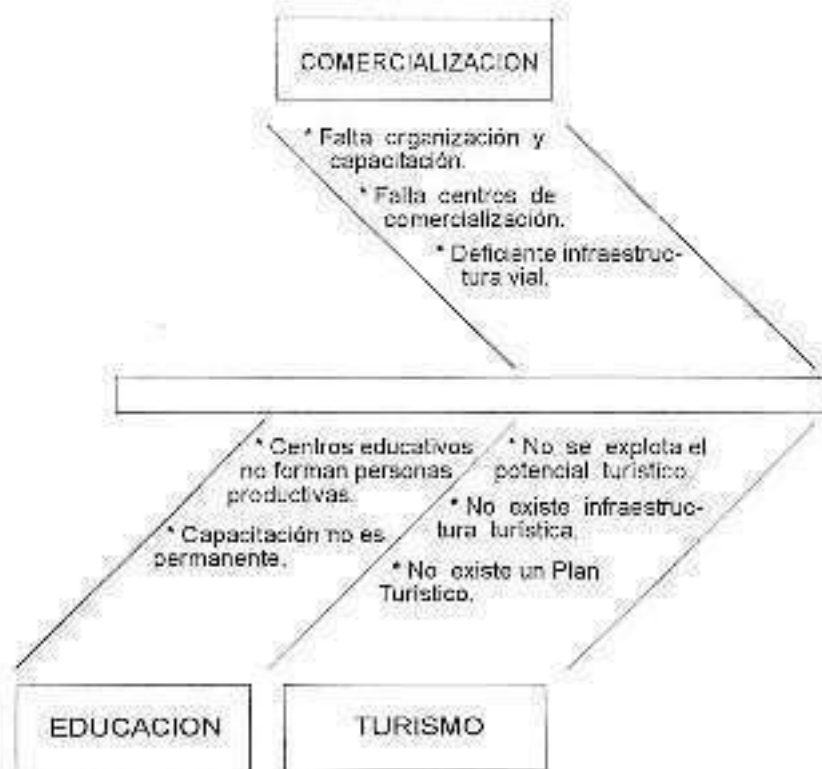 COMERCIALIZACION
* Falta organización y
capacitación.
* Falta centros de
comercialización.
* Deficiente infraestruc-
tura vial.
* Centros educativos
no forman personas
productivas.
* Capacitación no es
permanente.
* No se explota el
potencial turístico.
* No existe infraestruc-
tura turística.
* No existe un Plan
Turístico.
EDUCACION
TURISMO